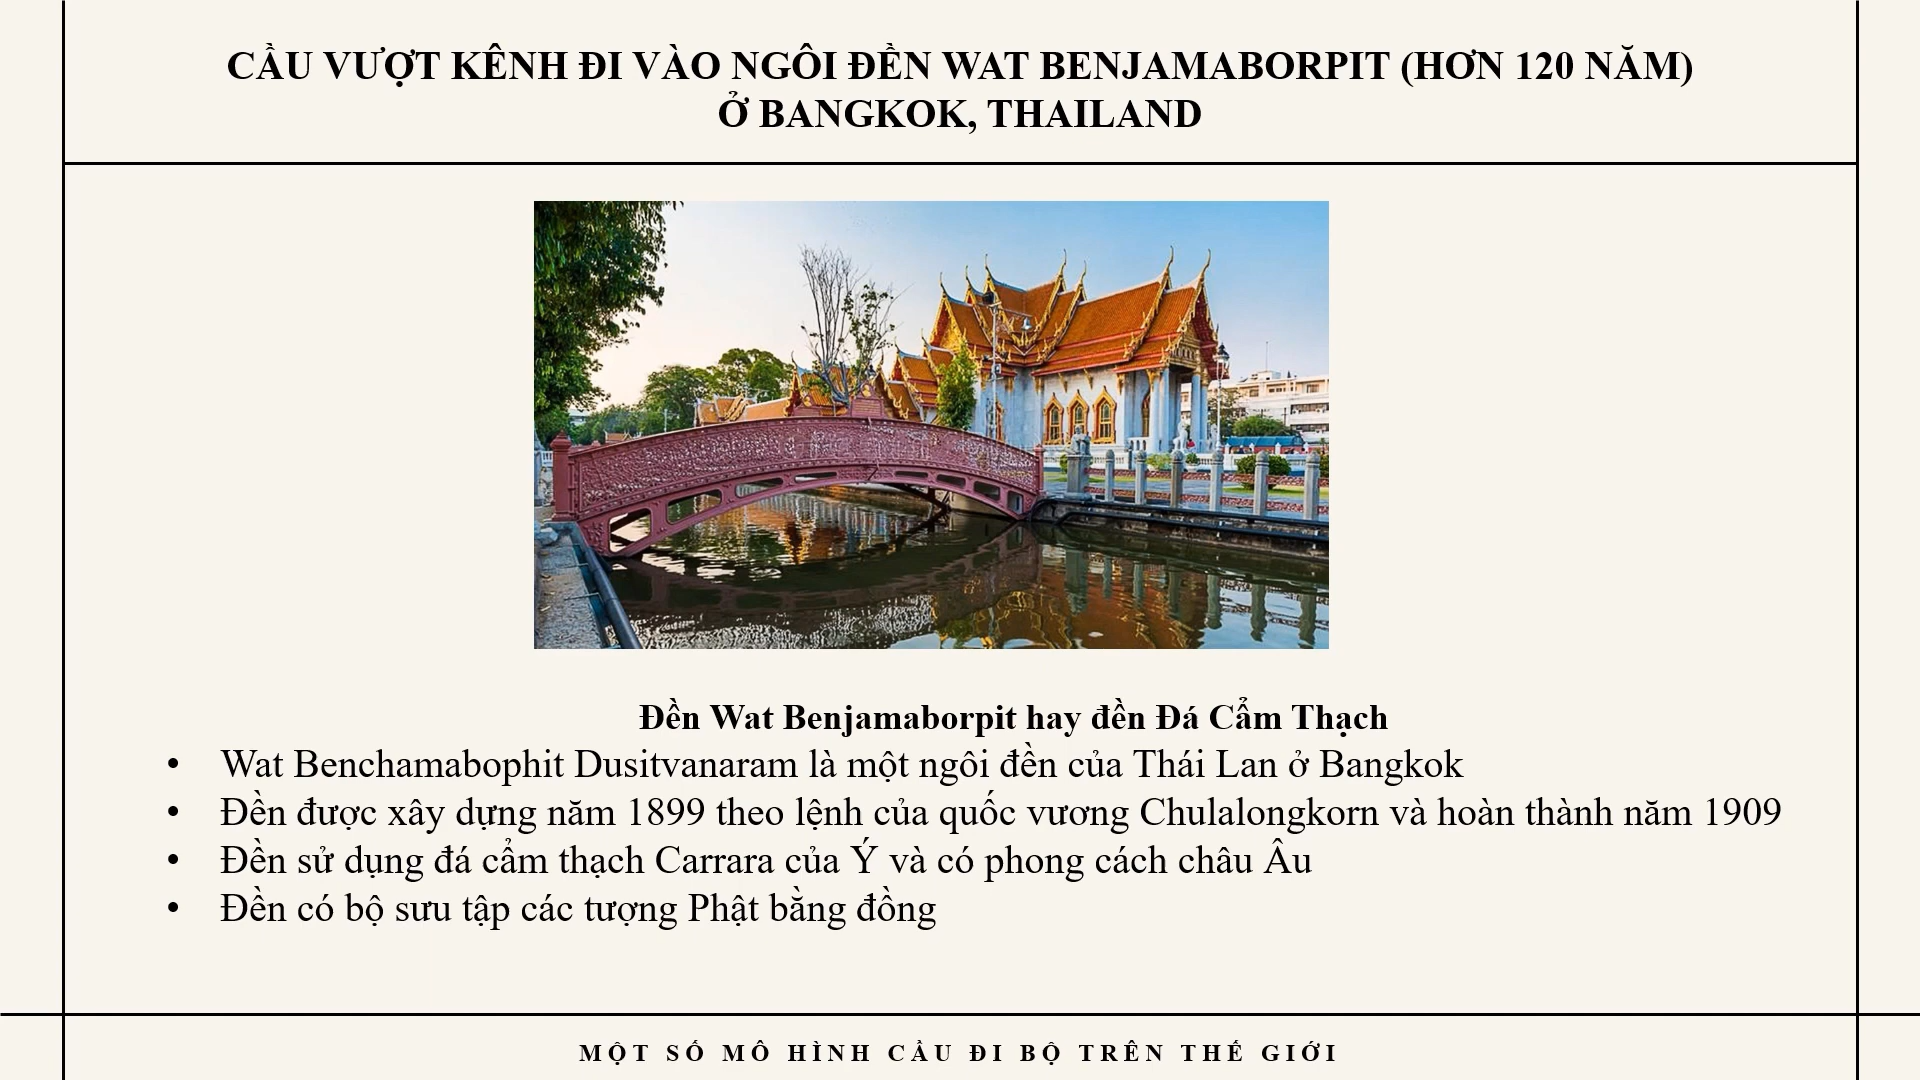 CẦU VƯỢT KÊNH ĐI VÀO NGÔI ĐỀN WAT BENJAMABORPIT (HƠN 120 NĂM)
Ở BANGKOK, THAILAND
Đền Wat Benjamaborpit hay đền Đá Cẩm Thạch
• Wat Benchamabophit Dusitvanaram là một ngôi đền của Thái Lan ở Bangkok
• Đền được xây dựng năm 1899 theo lệnh của quốc vương Chulalongkorn và hoàn thành năm 1909
• Đền sử dụng đá cẩm thạch Carrara của Ý và có phong cách châu Âu
• Đền có bộ sưu tập các tượng Phật bằng đồng
MỘT SỐ MÔ HÌNH CẦU ĐI BỘ TRÊN THẾ GIỚI